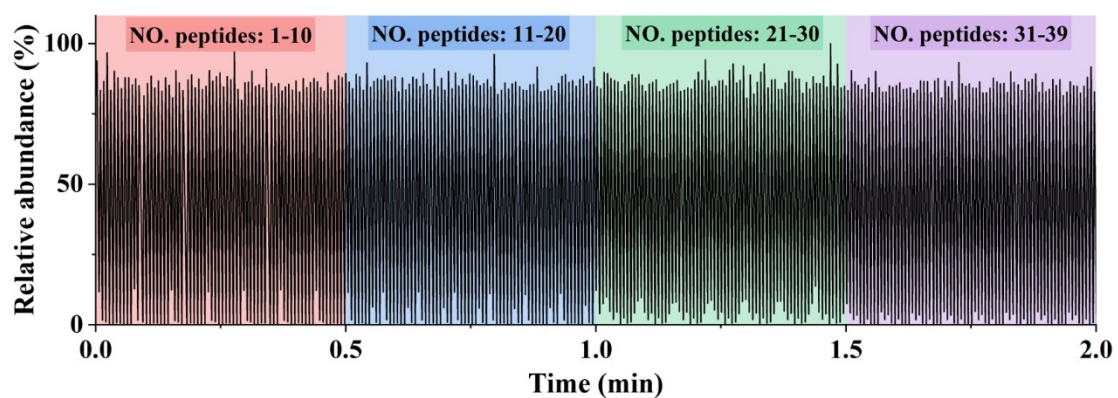 NO. peptides: 1-10 NO. peptides: 11-20 NO. peptides: 21-30 NO. peptides: 31-39
100
50
0
Relative abundance (%)
0.0 0.5 1.0 1.5 2.0
Time (min)